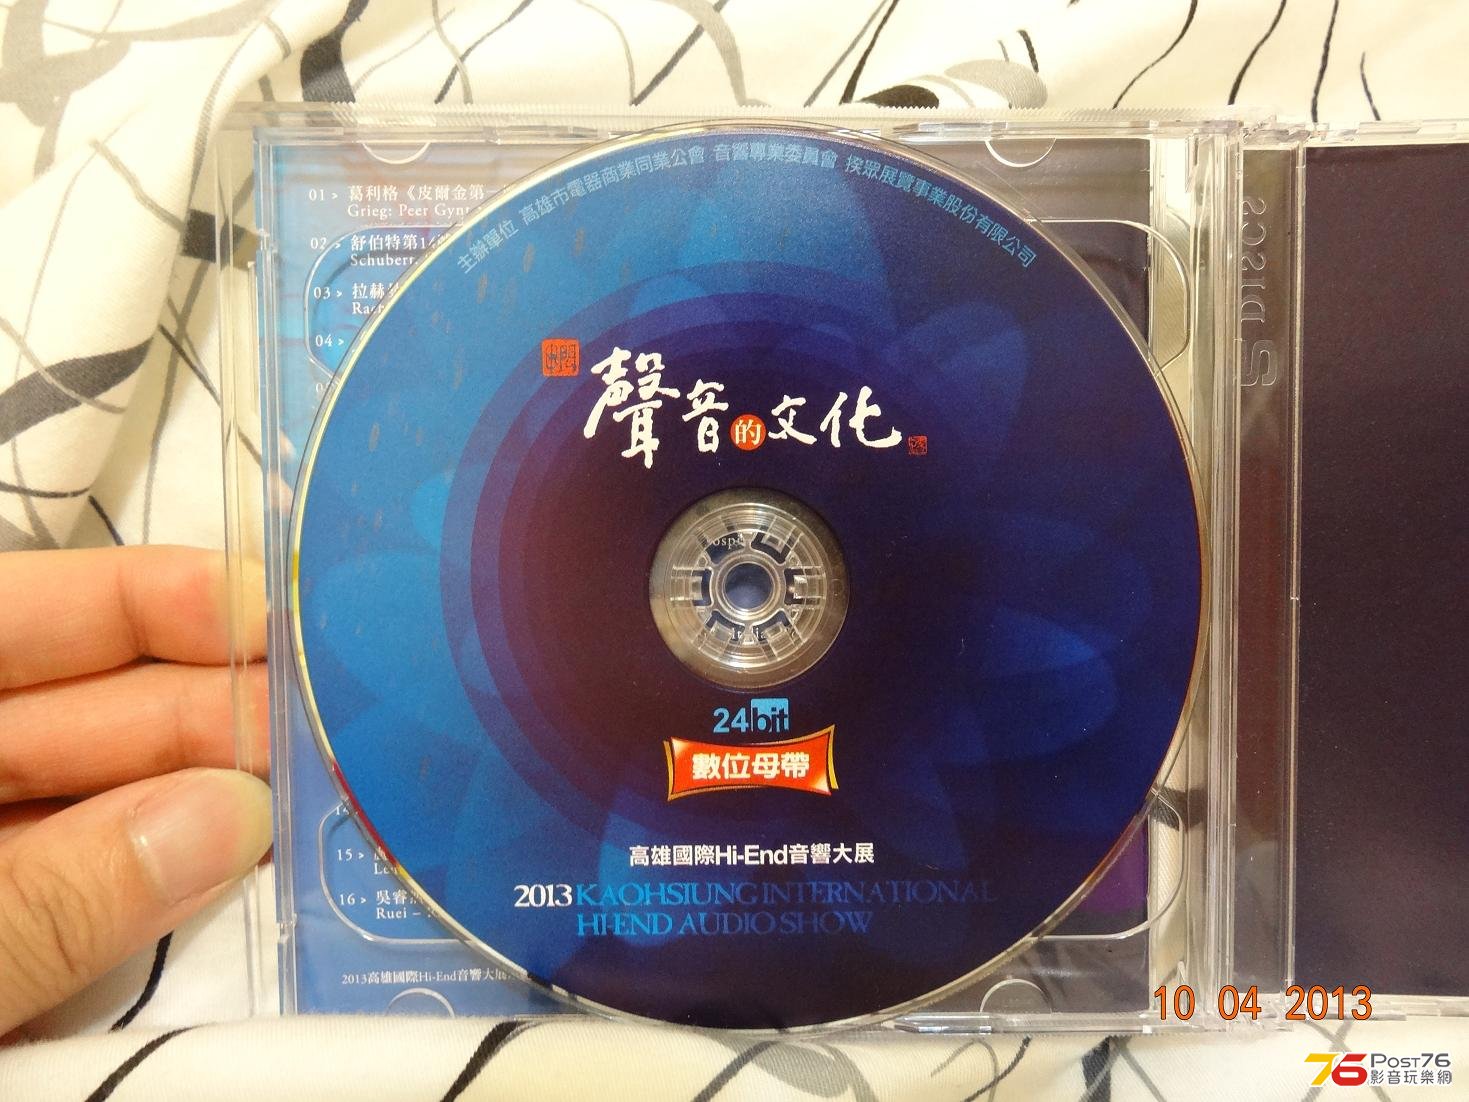 主辦單位 高雄市電器商業同業公會 音響專業委員會 揆眾展覽事業股份有限公司
01 > 葛利格《皮爾金第一
Grieg: Peer Gyn
02 > 舒伯特第14
Schubert
03 >
04 >
聲音的文化
24bit
數位母帶
高雄國際Hi-End音響大展
2013 KAOHSIUNG INTERNATIONAL
HI-END AUDIO SHOW
15 >
16 > 吳睿
Ruei –
2013高雄國際Hi-End音響大展
DISCS
10 04 2013
76 POST76
影音玩樂網